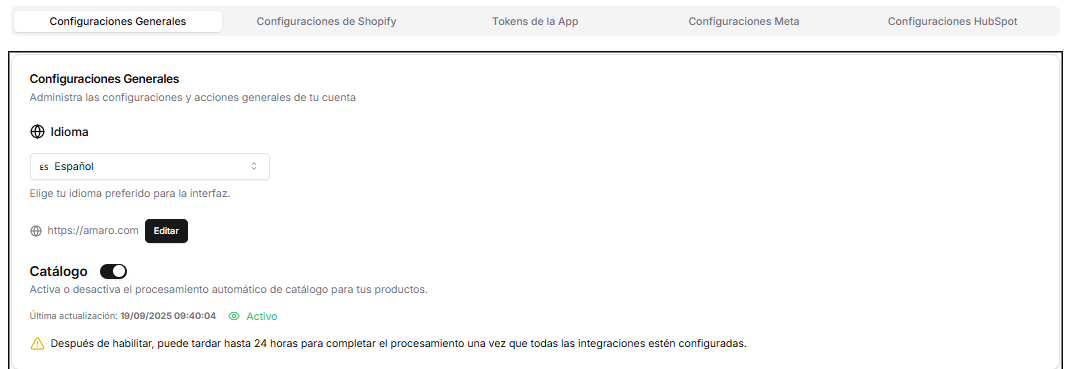 Configuraciones Generales
Configuraciones de Shopify
Tokens de la App
Configuraciones Meta
Configuraciones HubSpot
Configuraciones Generales
Administra las configuraciones y acciones generales de tu cuenta
Idioma
ES Español
Elige tu idioma preferido para la interfaz.
https://amaro.com Editar
Catálogo
Activa o desactiva el procesamiento automático de catálogo para tus productos.
Última actualización: 19/09/2025 09:40:04 Activo
Después de habilitar, puede tardar hasta 24 horas para completar el procesamiento una vez que todas las integraciones estén configuradas.